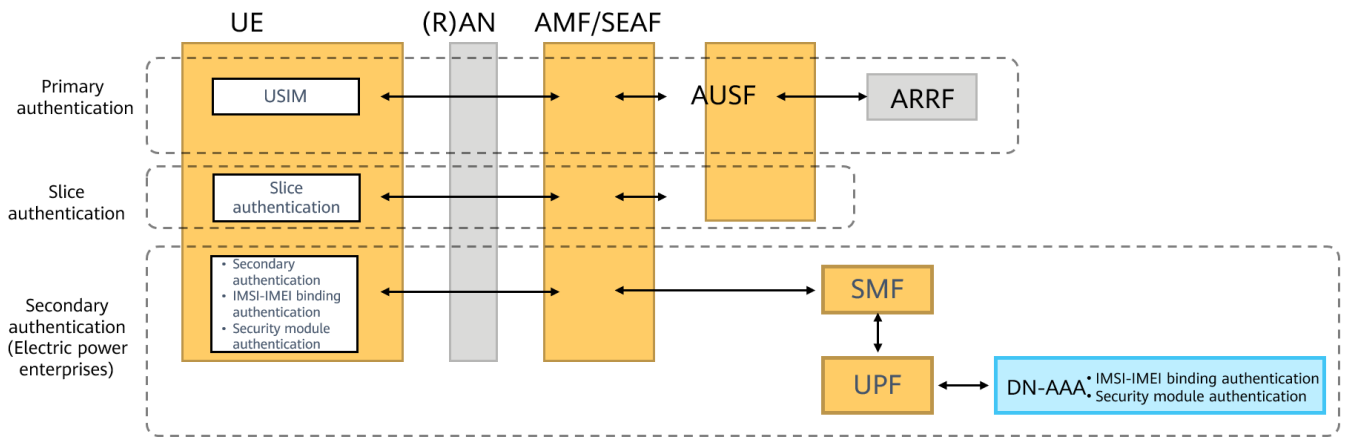 UE
(R)AN
AMF/SEAF
Primary
authentication
USIM
AUSF
ARRF
Slice
authentication
Slice
authentication
Secondary
authentication
(Electric power
enterprises)
• Secondary
authentication
• IMSI-IMEI binding
authentication
• Security module
authentication
SMF
UPF
DN-AAA
• IMSI-IMEI binding authentication
• Security module authentication